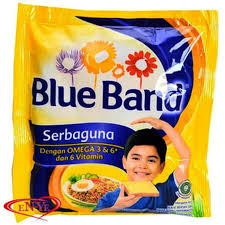 Blue Band
Serbaguna
Dengan OMEGA 3 & 6*
dan 6 Vitamin